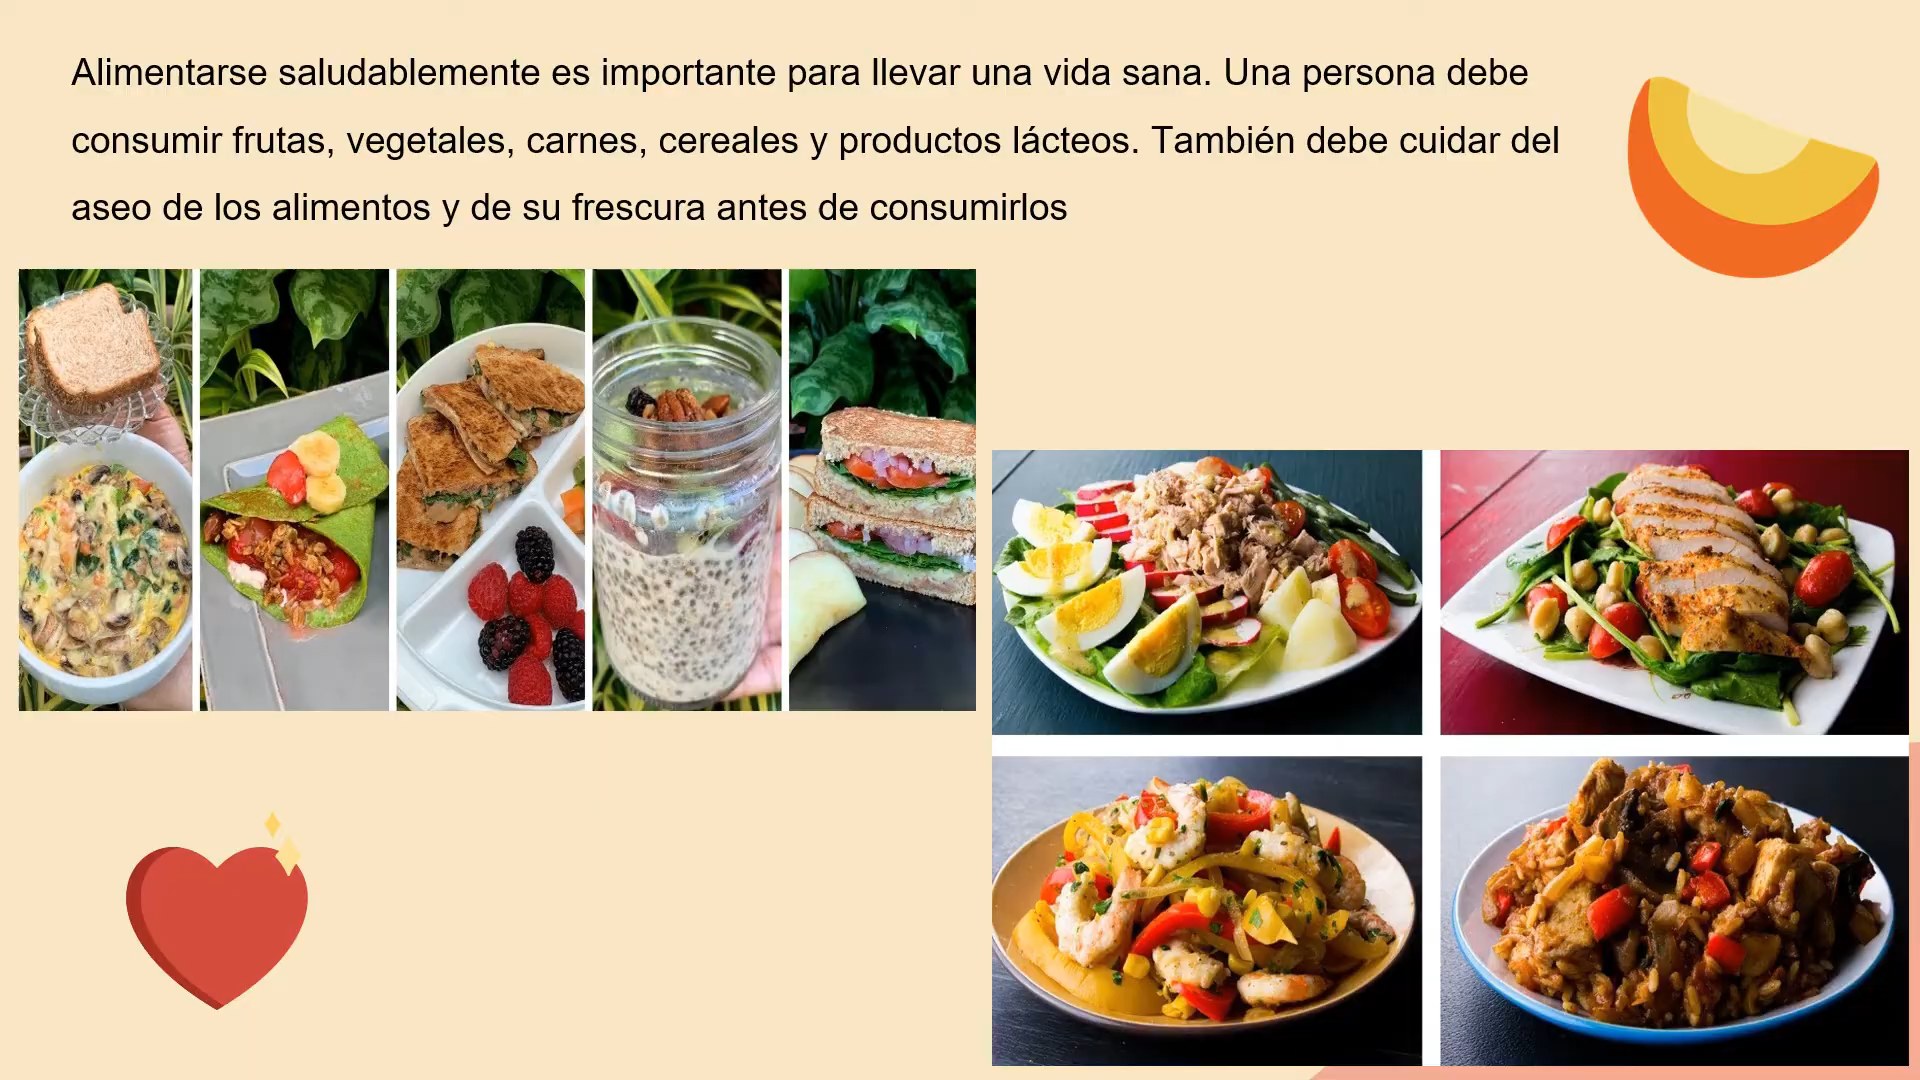 Alimentarse saludablemente es importante para llevar una vida sana. Una persona debe
consumir frutas, vegetales, carnes, cereales y productos lácteos. También debe cuidar del
aseo de los alimentos y de su frescura antes de consumirlos